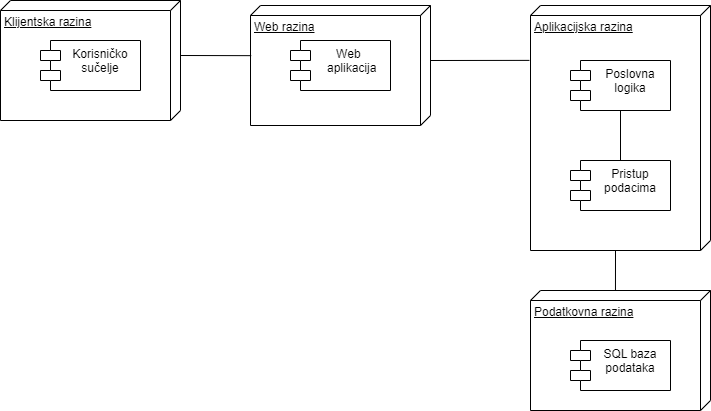 Klijentska razina
Korisničko
sučelje
Web razina
Web
aplikacija
Aplikacijska razina
Poslovna
logika
Pristup
podacima
Podatkovna razina
SQL baza
podataka